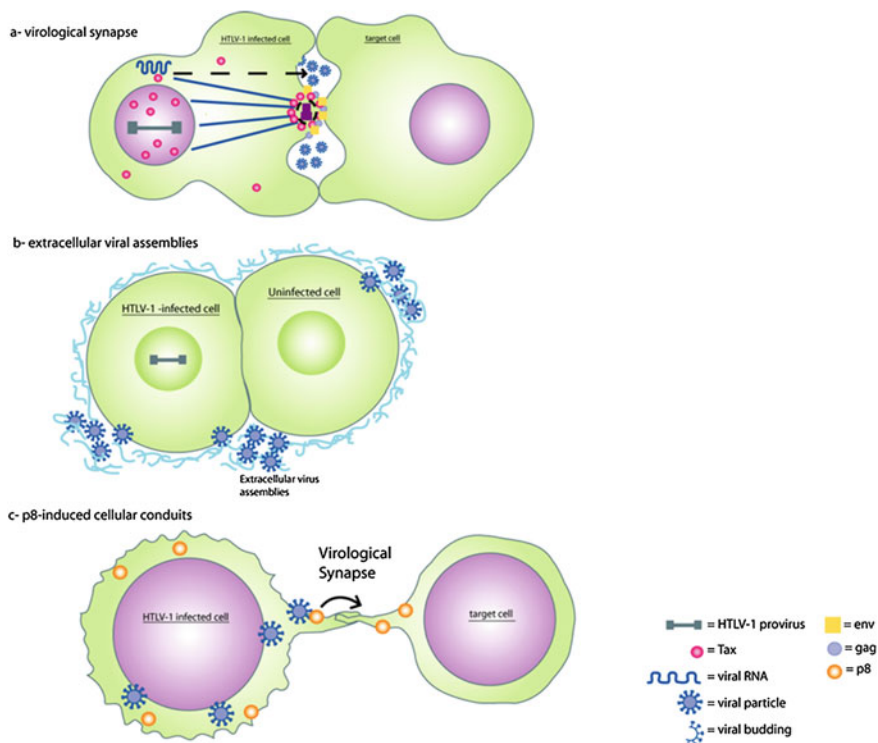 a- virological synapse
HTLV-1 infected cell
target cell
b- extracellular viral assemblies
HTLV-1 -infected cell
Uninfected cell
Extracellular virus
assemblies
c- p8-induced cellular conduits
Virological
Synapse
HTLV-1 infected cell
target cell
= HTLV-1 provirus
= env
= Tax
= gag
= viral RNA
= p8
= viral particle
= viral budding